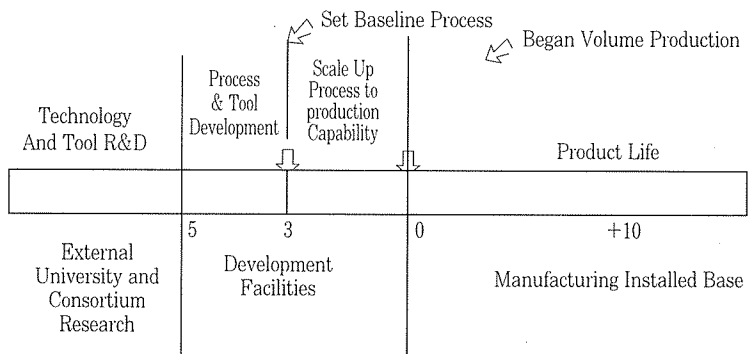 Set Baseline Process
Began Volume Production
Technology
And Tool R&D
Process
& Tool
Development
Scale Up
Process to
production
Capability
Product Life
5
3
0
+10
External
University and
Consortium
Research
Development
Facilities
Manufacturing Installed Base